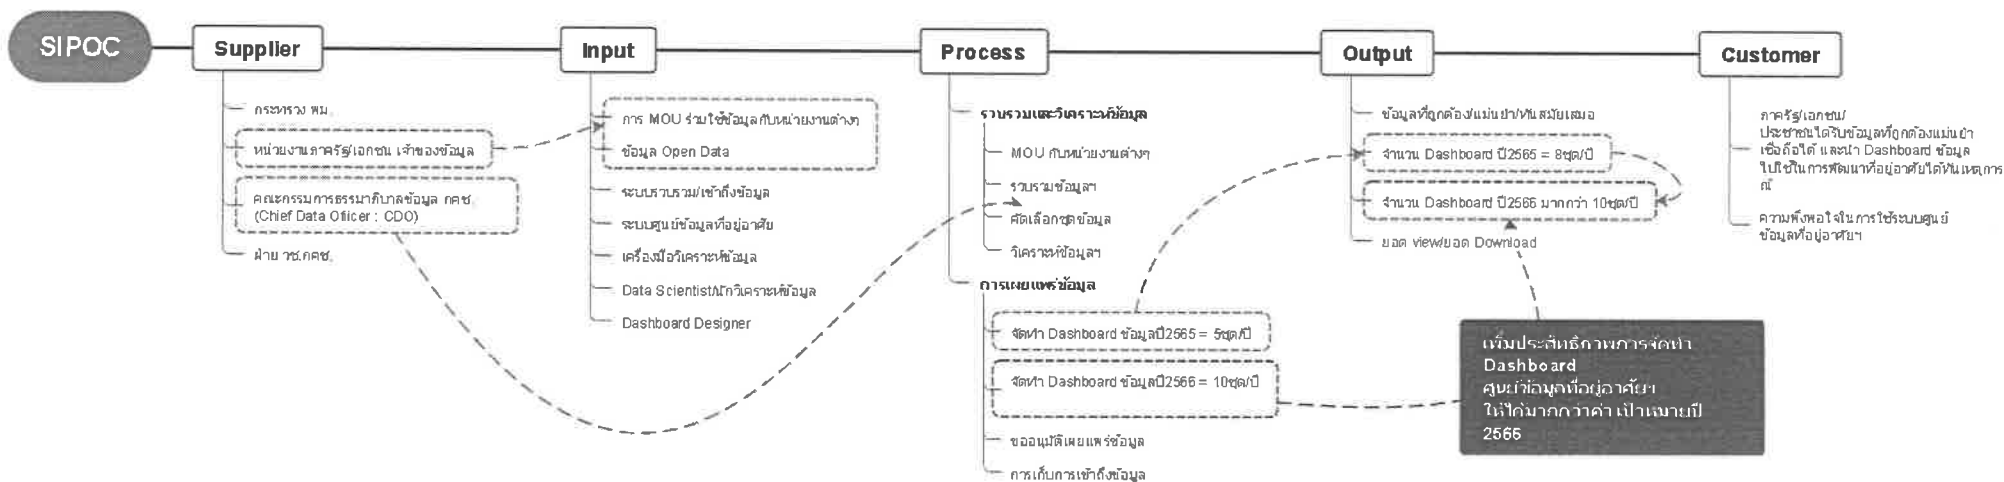 SIPOC
Supplier
กระทรวง พม.
หน่วยงานภาครัฐ/เอกชน เจ้าของข้อมูล
คณะกรรมการธรรมาภิบาลข้อมูล กคช.
(Chief Data Officer : CDO)
ฝ่าย วช.กคช.
Input
การ MOU ร่วมใช้ข้อมูลกับหน่วยงานต่างๆ
ข้อมูล Open Data
ระบบรวบรวม/เข้าถึงข้อมูล
ระบบศูนย์ข้อมูลที่อยู่อาศัย
เครื่องมือวิเคราะห์ข้อมูล
Data Scientist/นักวิเคราะห์ข้อมูล
Dashboard Designer
Process
รวบรวมและวิเคราะห์ข้อมูล
MOU กับหน่วยงานต่างๆ
รวบรวมข้อมูลฯ
คัดเลือกชุดข้อมูล
วิเคราะห์ข้อมูลฯ
การเผยแพร่ข้อมูล
จัดทำ Dashboard ข้อมูลปี2565 = 5ชุด/ปี
จัดทำ Dashboard ข้อมูลปี2566 = 10ชุด/ปี
ขออนุมัติเผยแพร่ข้อมูล
การเก็บการเข้าถึงข้อมูล
Output
ข้อมูลที่ถูกต้อง/แม่นยำ/ทันสมัยเสมอ
จำนวน Dashboard ปี2565 = 8ชุด/ปี
จำนวน Dashboard ปี2566 มากกว่า 10ชุด/ปี
ยอด view/ยอด Download
เพิ่มประสิทธิภาพการจัดทำ
Dashboard
ศูนย์ข้อมูลที่อยู่อาศัยฯ
ให้ได้มากกว่าค่าเป้าหมายปี
2566
Customer
ภาครัฐ/เอกชน/
ประชาชนได้รับข้อมูลที่ถูกต้องแม่นยำ
เชื่อถือได้ และนำ Dashboard ข้อมูล
ไปใช้ในการพัฒนาที่อยู่อาศัยได้ทันเหตุการ
ณ์
ความพึงพอใจในการใช้ระบบศูนย์
ข้อมูลที่อยู่อาศัยฯ